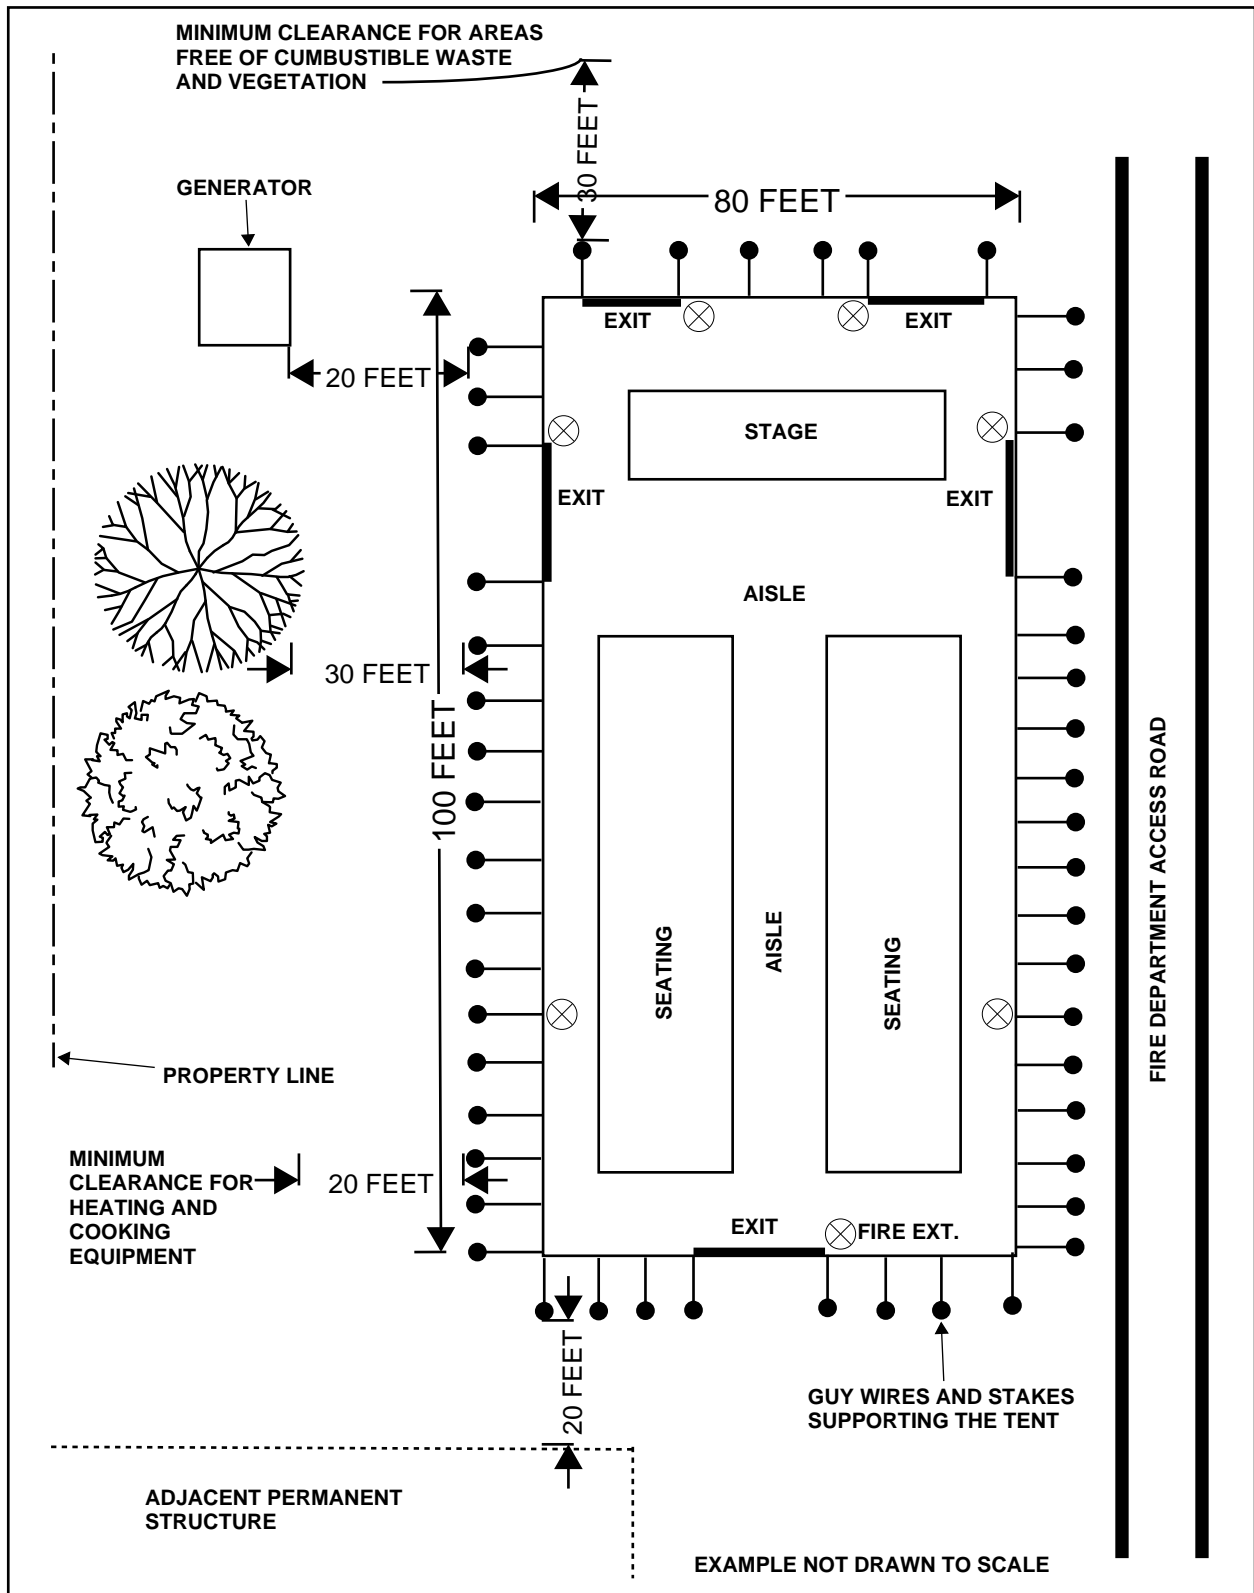 MINIMUM CLEARANCE FOR AREAS
FREE OF CUMBUSTIBLE WASTE
AND VEGETATION
30 FEET
GENERATOR
80 FEET
EXIT
EXIT
20 FEET
STAGE
EXIT
EXIT
AISLE
30 FEET
100 FEET
FIRE DEPARTMENT ACCESS ROAD
SEATING
AISLE
SEATING
PROPERTY LINE
MINIMUM
CLEARANCE FOR
HEATING AND
COOKING
EQUIPMENT
20 FEET
EXIT
FIRE EXT.
20 FEET
GUY WIRES AND STAKES
SUPPORTING THE TENT
ADJACENT PERMANENT
STRUCTURE
EXAMPLE NOT DRAWN TO SCALE